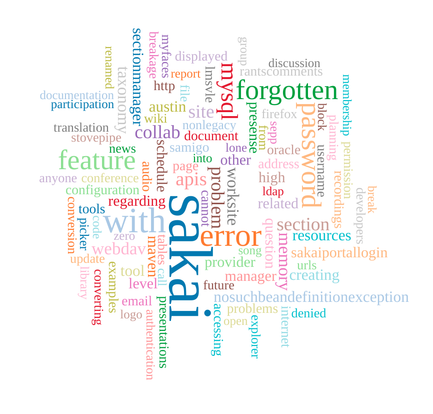 sectionmanager
breakage
myfaces
displayed
group
discussion
renamed
rantscomments
report
http
file
lmsvle
mysql
forgotten
documentation
participation
taxonomy
austin
site
presense
firefox
block
password
membership
wiki
translation
collab
nonlegacy
document
from
sepp
planning
stovepipe
news
samigo
lone
oracle
username
permission
feature
into
other
address
anyone
conference
schedule
audio
page
apis
problem
worksite
high
ldap
recordings
developers
break
configuration
regarding
cannot
related
conversion
tools
picker
code
with
sakai
error
section
question
memory
resources
zero
webdav
maven
tables
call
song
sakaiportallogin
update
library
converting
examples
tool
level
provider
manager
urls
creating
email
logo
presentations
authentication
future
accessing
nosuchbeandefinitionexception
problems
open
explorer
internet
denied